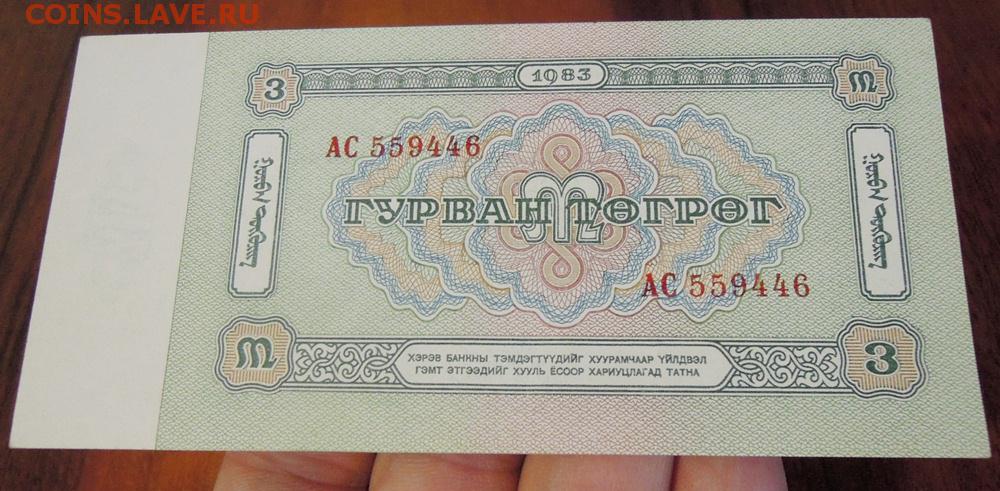 COINS.LAVE.РУ
1983
3
АС 559446
ГУРВАН ТӨГРӨГ
АС 559446
ХЭРЭВ БАНКНЫ ТЭМДЭГТҮҮДИЙГ ХУУРАМЧААР ҮЙЛДВЭЛ
ГЭМТ ЭТГЭЭДИЙГ ХУУЛЬ ЁСООР ХАРИУЦЛАГАД ТАТНА
3